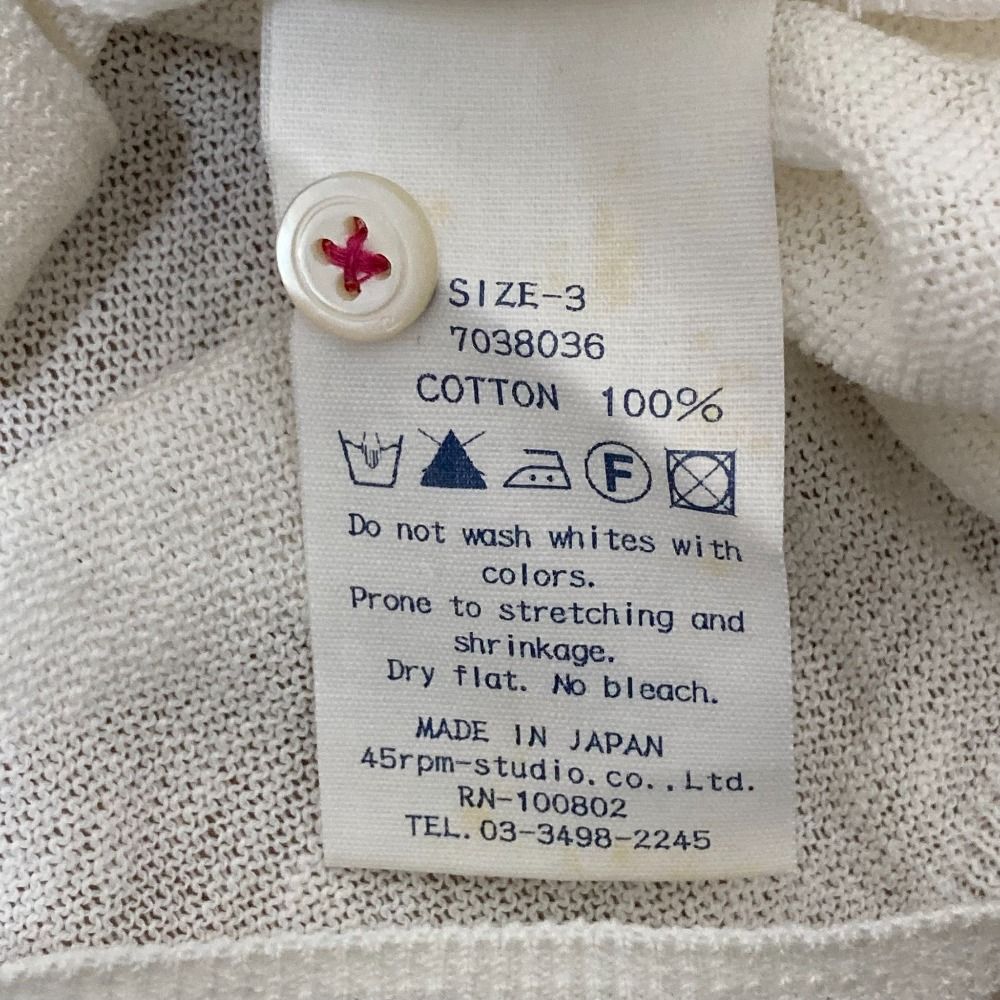 SIZE-3
7038036
COTTON 100%
F
Do not wash whites with
colors.
Prone to stretching and
shrinkage.
Dry flat. No bleach.
MADE IN JAPAN
45rpm-studio.co.,Ltd.
RN-100802
TEL.03-3498-2245